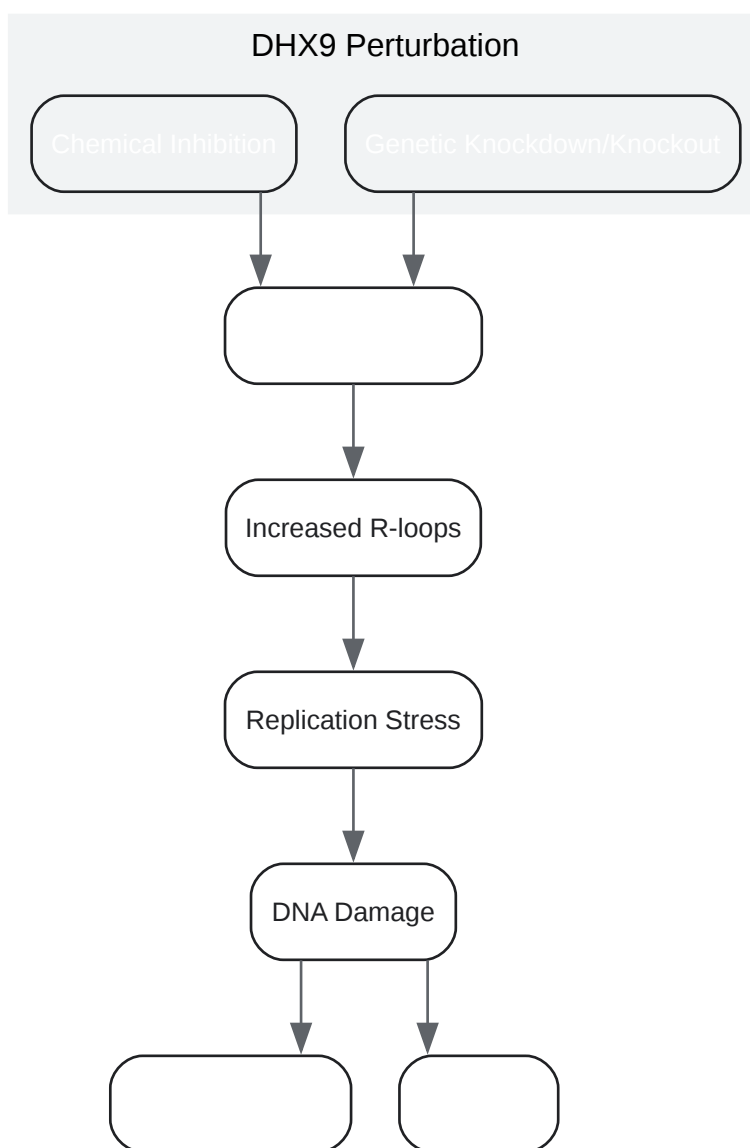 DHX9 Perturbation
Chemical Inhibition
Genetic Knockdown/Knockout
Increased R-loops
Replication Stress
DNA Damage